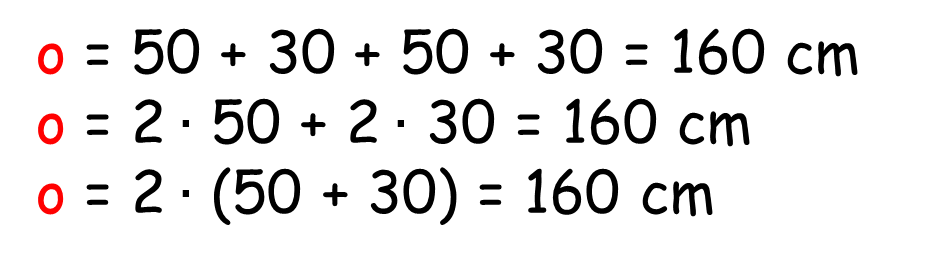 o = 50 + 30 + 50 + 30 = 160 cm
o = 2 · 50 + 2 · 30 = 160 cm
o = 2 · (50 + 30) = 160 cm